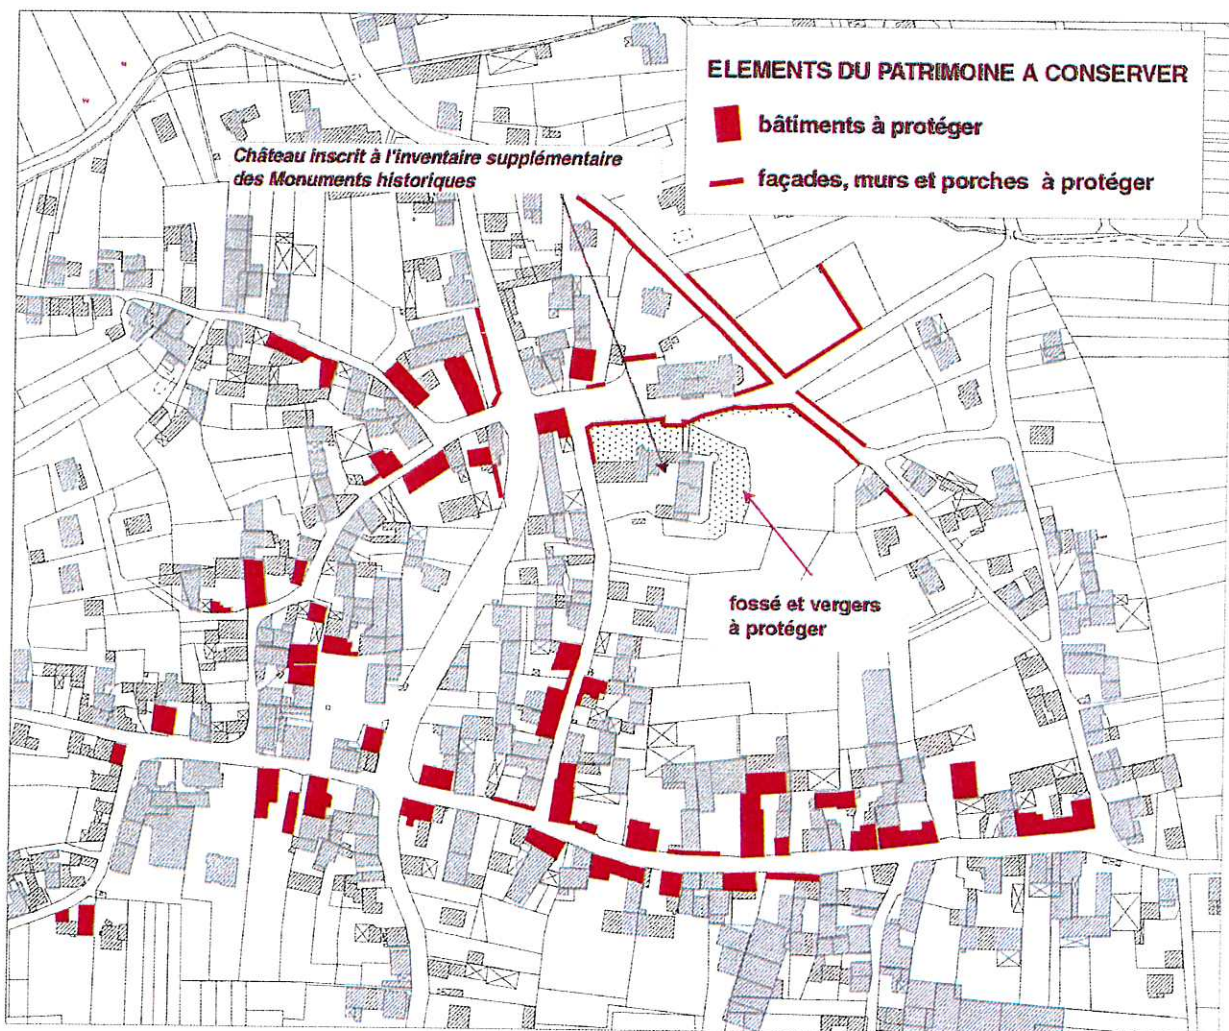 ELEMENTS DU PATRIMOINE A CONSERVER
bâtiments à protéger
façades, murs et porches à protéger
Château inscrit à l'inventaire supplémentaire
des Monuments historiques
fossé et vergers
à protéger